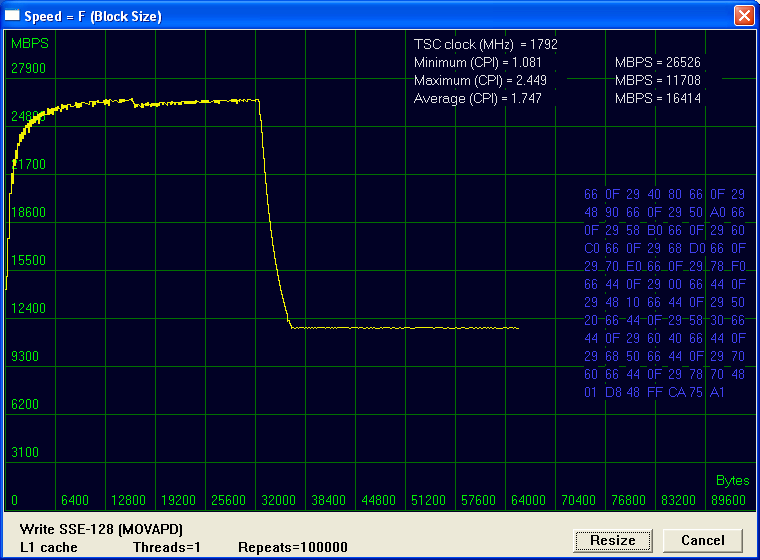 Speed = F (Block Size)
MBPS
27900
24800
21700
18600
15500
12400
9300
6200
3100
0 6400 12800 19200 25600 32000 38400 44800 51200 57600 64000 70400 76800 83200 89600
Bytes
TSC clock (MHz) = 1792
Minimum (CPI) = 1.081 MBPS = 26526
Maximum (CPI) = 2.449 MBPS = 11708
Average (CPI) = 1.747 MBPS = 16414
66 0F 29 40 80 66 0F 29
48 90 66 0F 29 50 A0 66
0F 29 58 B0 66 0F 29 60
C0 66 0F 29 68 D0 66 0F
29 70 E0 66 0F 29 78 F0
66 44 0F 29 00 66 44 0F
29 48 10 66 44 0F 29 50
20 66 44 0F 29 58 30 66
44 0F 29 60 40 66 44 0F
29 68 50 66 44 0F 29 70
60 66 44 0F 29 78 70 48
01 D8 48 FF CA 75 A1
Write SSE-128 (MOVAPD)
L1 cache Threads=1 Repeats=100000
Resize Cancel